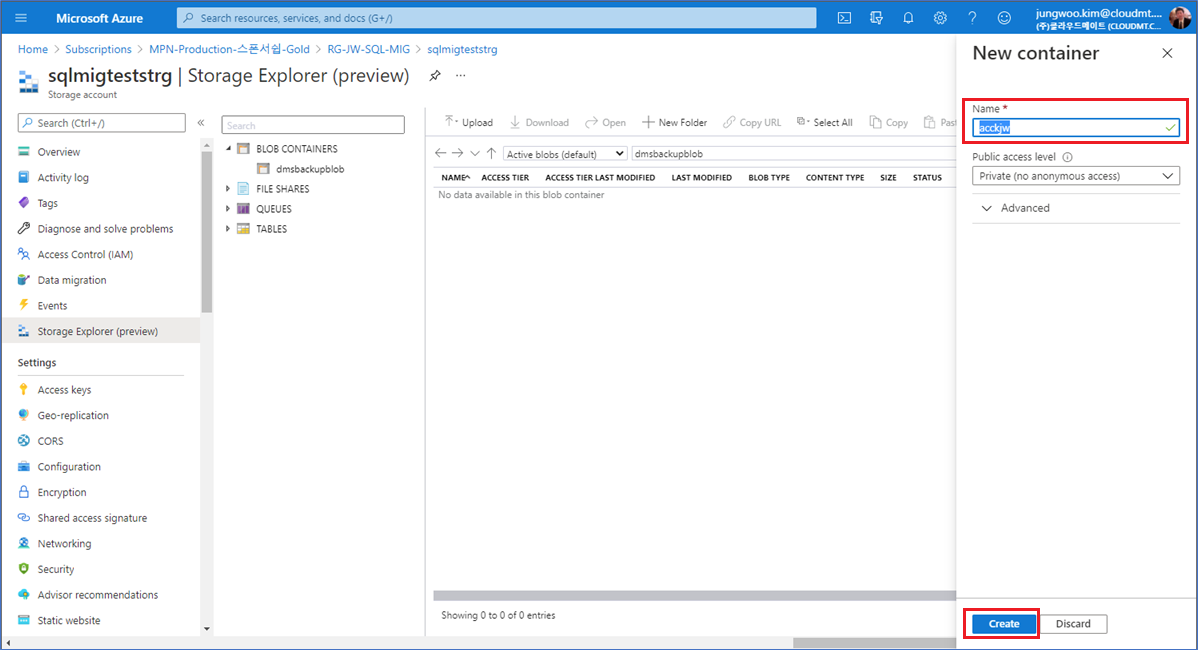 Microsoft Azure
Search resources, services, and docs (G+/)
jungwoo.kim@cloudmt....
(주)클라우드메이트 (CLOUDMT.C...
Home > Subscriptions > MPN-Production-스폰서쉽-Gold > RG-JW-SQL-MIG > sqlmigteststrg
sqlmigteststrg | Storage Explorer (preview)
Storage account
Search (Ctrl+/)
Overview
Activity log
Tags
Diagnose and solve problems
Access Control (IAM)
Data migration
Events
Storage Explorer (preview)
Settings
Access keys
Geo-replication
CORS
Configuration
Encryption
Shared access signature
Networking
Security
Advisor recommendations
Static website
Search
BLOB CONTAINERS
dmsbackupblob
FILE SHARES
QUEUES
TABLES
Upload Download Open New Folder Copy URL Select All Copy Past
Active blobs (default) dmsbackupblob
NAME ACCESS TIER ACCESS TIER LAST MODIFIED LAST MODIFIED BLOB TYPE CONTENT TYPE SIZE STATUS
No data available in this blob container
Showing 0 to 0 of 0 entries
New container
Name *
acckjw
Public access level
Private (no anonymous access)
Advanced
Create Discard